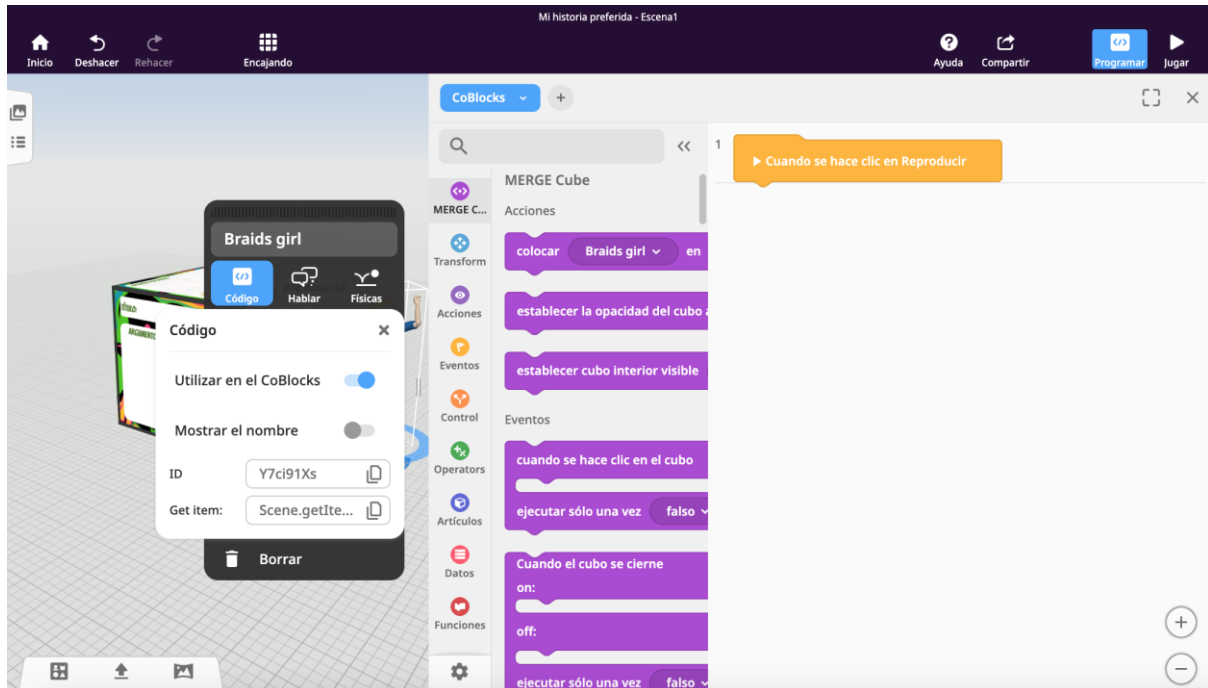 Mi historia preferida - Escena1
Inicio
Deshacer
Rehacer
Encajando
Ayuda
Compartir
Programar
Jugar
CoBlocks
MERGE C...
Transform
Acciones
Eventos
Control
Operators
Artículos
Datos
Funciones
MERGE Cube
Acciones
colocar Braids girl en
establecer la opacidad del cubo a
establecer cubo interior visible
Eventos
cuando se hace clic en el cubo
ejecutar sólo una vez falso
Cuando el cubo se cierne
on:
off:
ejecutar sólo una vez falso
1
Cuando se hace clic en Reproducir
Braids girl
Código
Hablar
Físicas
Código
Utilizar en el CoBlocks
Mostrar el nombre
ID Y7ci91Xs
Get item: Scene.getIte...
Borrar